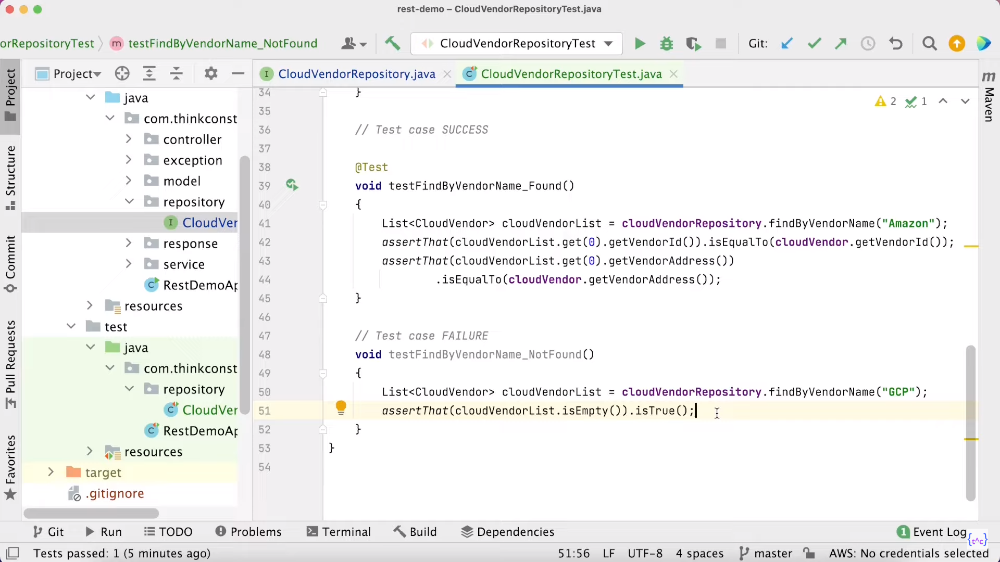 rest-demo – CloudVendorRepositoryTest.java
orRepositoryTest
m testFindByVendorName_NotFound
CloudVendorRepositoryTest
Git:
Project
I CloudVendorRepository.java
C CloudVendorRepositoryTest.java
m Maven
Project
Structure
Commit
Pull Requests
Favorites
java
com.thinkconst
controller
exception
model
repository
I CloudVer
response
service
C RestDemoAp
resources
test
java
com.thinkconst
repository
C CloudVer
C RestDemoAp
resources
target
.gitignore
2 1
34 }
35
36 // Test case SUCCESS
37
38 @Test
39 void testFindByVendorName_Found()
40 {
41 List<CloudVendor> cloudVendorList = cloudVendorRepository.findByVendorName("Amazon");
42 assertThat(cloudVendorList.get(0).getVendorId()).isEqualTo(cloudVendor.getVendorId());
43 assertThat(cloudVendorList.get(0).getVendorAddress())
44 .isEqualTo(cloudVendor.getVendorAddress());
45 }
46
47 // Test case FAILURE
48 void testFindByVendorName_NotFound()
49 {
50 List<CloudVendor> cloudVendorList = cloudVendorRepository.findByVendorName("GCP");
51 assertThat(cloudVendorList.isEmpty()).isTrue();
52 }
53 }
54
Git Run TODO Problems Terminal Build Dependencies 1 Event Log
{t^c}
Tests passed: 1 (5 minutes ago) 51:56 LF UTF-8 4 spaces master AWS: No credentials selected